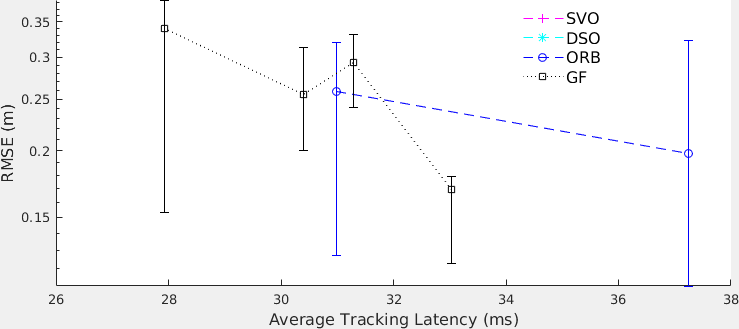 0.35
0.3
0.25
0.2
0.15
RMSE (m)
SVO
DSO
ORB
GF
26 28 30 32 34 36 38
Average Tracking Latency (ms)